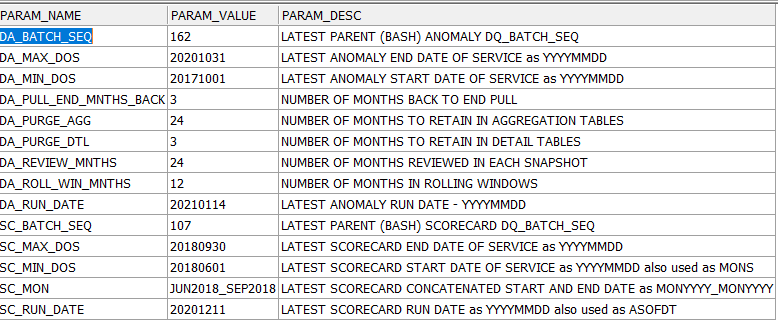 PARAM_NAME PARAM_VALUE PARAM_DESC
DA_BATCH_SEQ 162 LATEST PARENT (BASH) ANOMALY DQ_BATCH_SEQ
DA_MAX_DOS 20201031 LATEST ANOMALY END DATE OF SERVICE as YYYYMMDD
DA_MIN_DOS 20171001 LATEST ANOMALY START DATE OF SERVICE as YYYYMMDD
DA_PULL_END_MNTHS_BACK 3 NUMBER OF MONTHS BACK TO END PULL
DA_PURGE_AGG 24 NUMBER OF MONTHS TO RETAIN IN AGGREGATION TABLES
DA_PURGE_DTL 3 NUMBER OF MONTHS TO RETAIN IN DETAIL TABLES
DA_REVIEW_MNTHS 24 NUMBER OF MONTHS REVIEWED IN EACH SNAPSHOT
DA_ROLL_WIN_MNTHS 12 NUMBER OF MONTHS IN ROLLING WINDOWS
DA_RUN_DATE 20210114 LATEST ANOMALY RUN DATE - YYYYMMDD
SC_BATCH_SEQ 107 LATEST PARENT (BASH) SCORECARD DQ_BATCH_SEQ
SC_MAX_DOS 20180930 LATEST SCORECARD END DATE OF SERVICE as YYYYMMDD
SC_MIN_DOS 20180601 LATEST SCORECARD START DATE OF SERVICE as YYYYMMDD also used as MONS
SC_MON JUN2018_SEP2018 LATEST SCORECARD CONCATENATED START AND END DATE as MONYYYY_MONYYYY
SC_RUN_DATE 20201211 LATEST SCORECARD RUN DATE as YYYYMMDD also used as ASOFDT